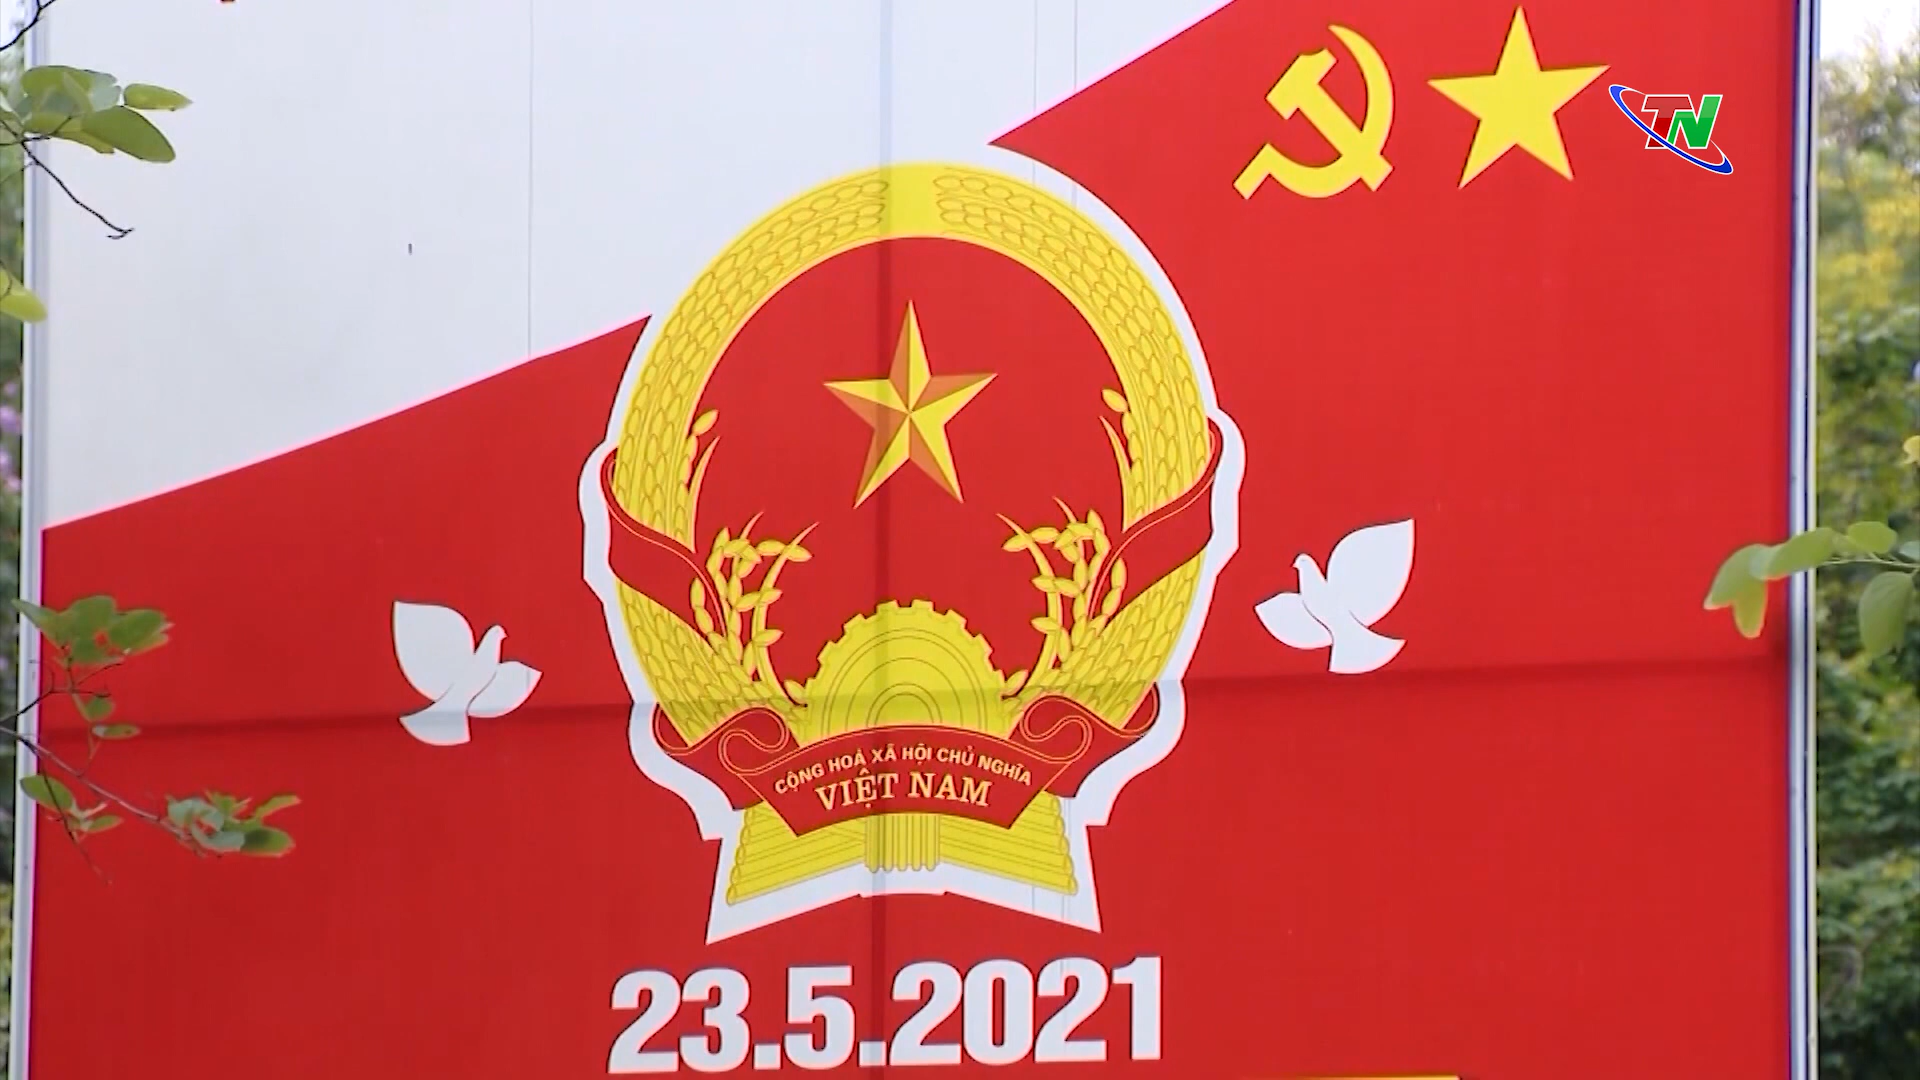 TN
CỘNG HOÀ XÃ HỘI CHỦ NGHĨA
VIỆT NAM
23.5.2021